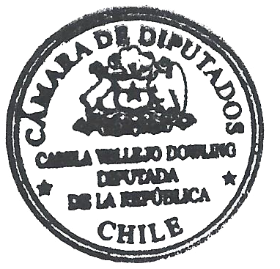 CÁMARA DE DIPUTADOS
CAMILA VALLEJO DOWLING
DIPUTADA
DE LA REPÚBLICA
CHILE